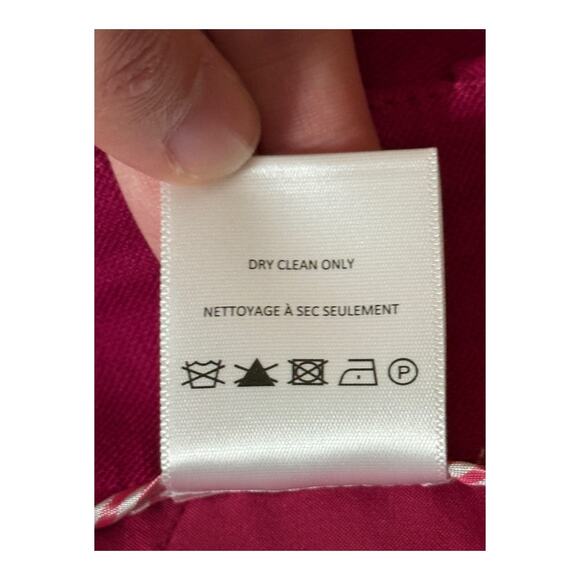 DRY CLEAN ONLY
NETTOYAGE À SEC SEULEMENT
P